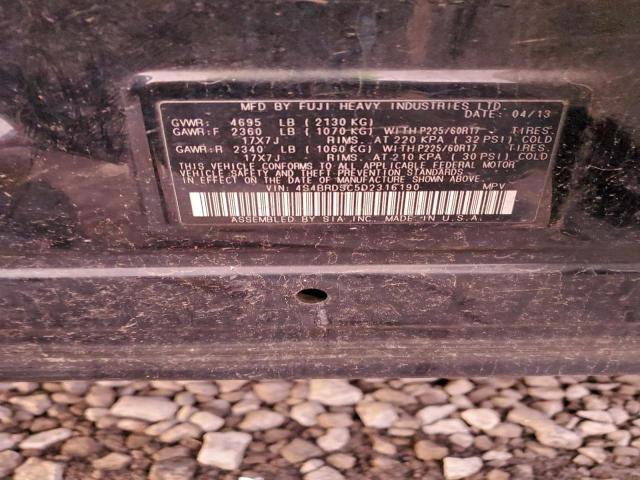 MFD BY FUJI HEAVY INDUSTRIES LTD.
DATE: 04/13
GVWR: 4695 LB ( 2130 KG)
GAWR: F 2360 LB ( 1070 KG) WITH P225/60R17 - TIRES.
17X7J RIMS. AT 220 KPA ( 32 PSI) COLD
GAWR: R 2340 LB ( 1060 KG) WITH P225/60R17 - TIRES.
17X7J RIMS. AT 210 KPA ( 30 PSI) COLD
THIS VEHICLE CONFORMS TO ALL APPLICABLE FEDERAL MOTOR
VEHICLE SAFETY AND THEFT PREVENTION STANDARDS
IN EFFECT ON THE DATE OF MANUFACTURE SHOWN ABOVE.
VIN: 4S4BRDSC5D2316190 MPV
ASSEMBLED BY SIA INC. MADE IN U.S.A.